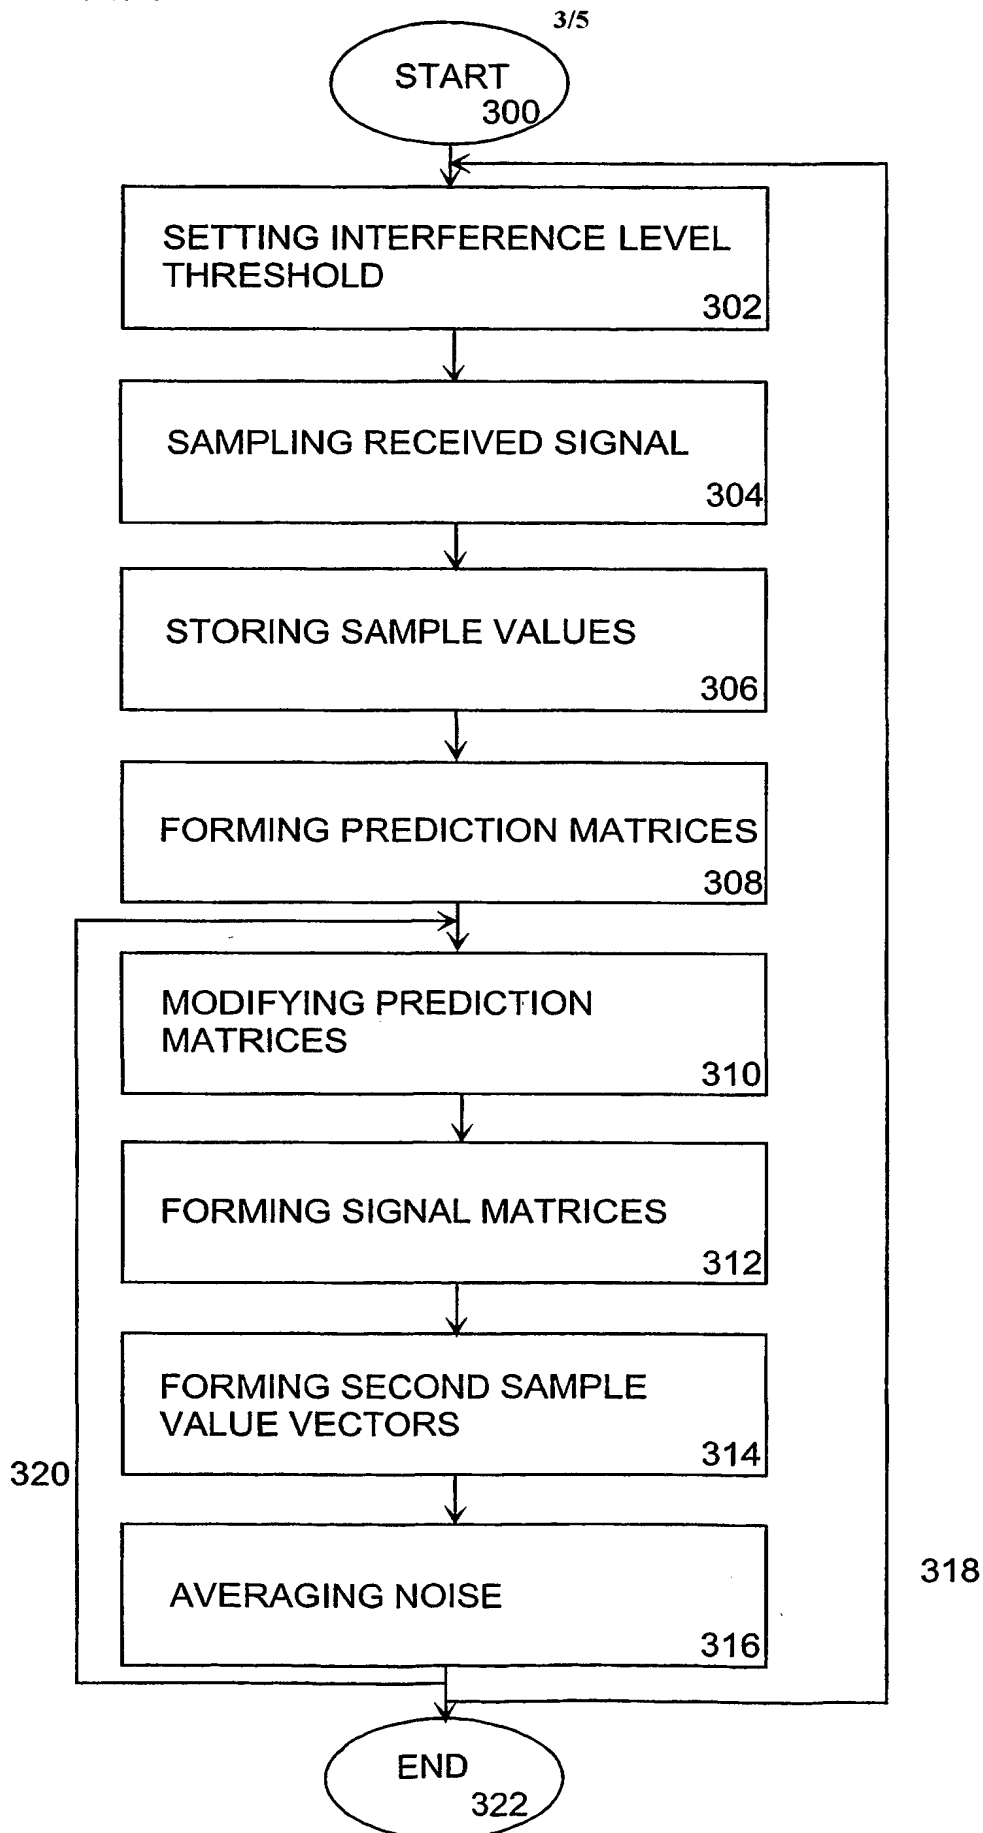 3/5
START
300
SETTING INTERFERENCE LEVEL
THRESHOLD
302
SAMPLING RECEIVED SIGNAL
304
STORING SAMPLE VALUES
306
FORMING PREDICTION MATRICES
308
MODIFYING PREDICTION
MATRICES
310
FORMING SIGNAL MATRICES
312
FORMING SECOND SAMPLE
VALUE VECTORS
314
320
AVERAGING NOISE
316
318
END
322